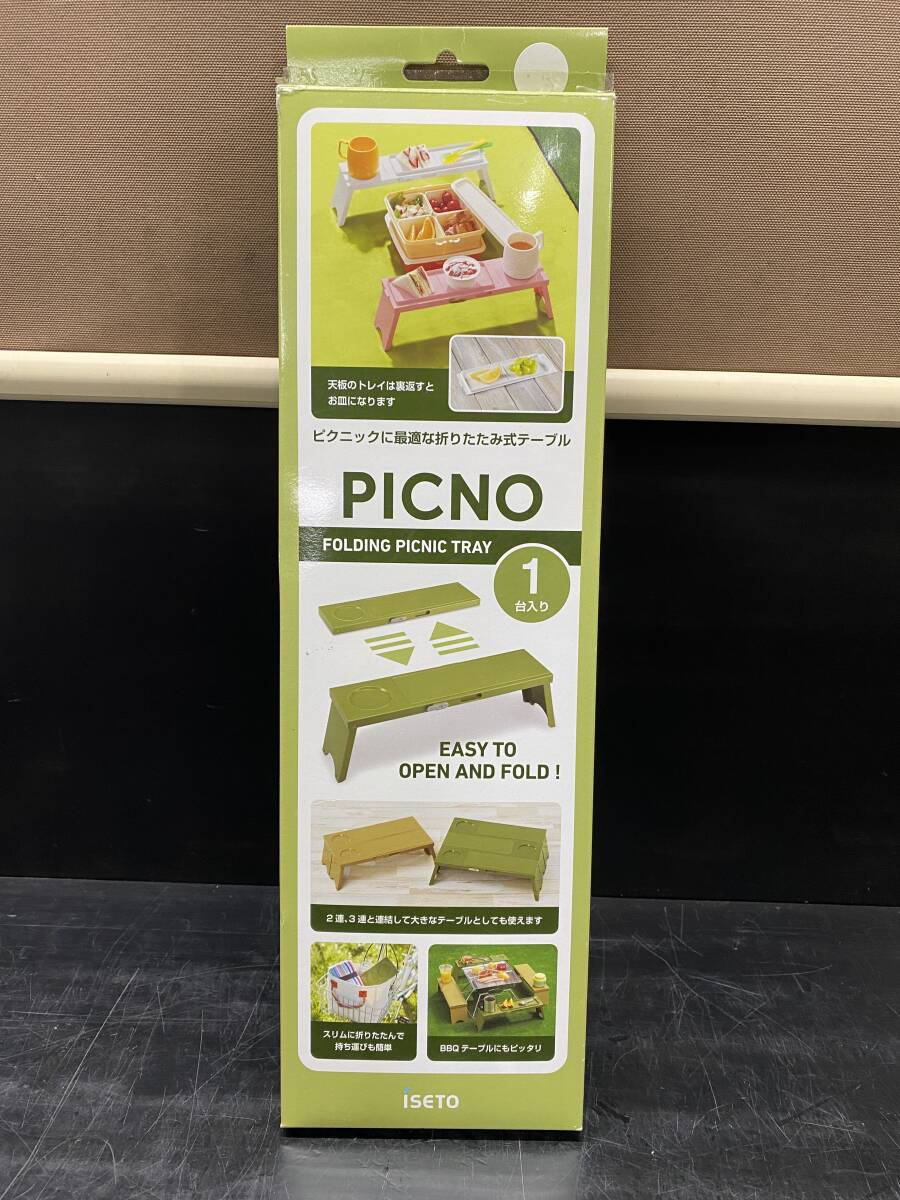 天板のトレイは裏返すと
お皿になります
ピクニックに最適な折りたたみ式テーブル
PICNO
FOLDING PICNIC TRAY
1
台入り
EASY TO
OPEN AND FOLD !
2連、3連と連結して大きなテーブルとしても使えます
スリムに折りたたんで
持ち運びも簡単
BBQ テーブルにもピッタリ
iSETO